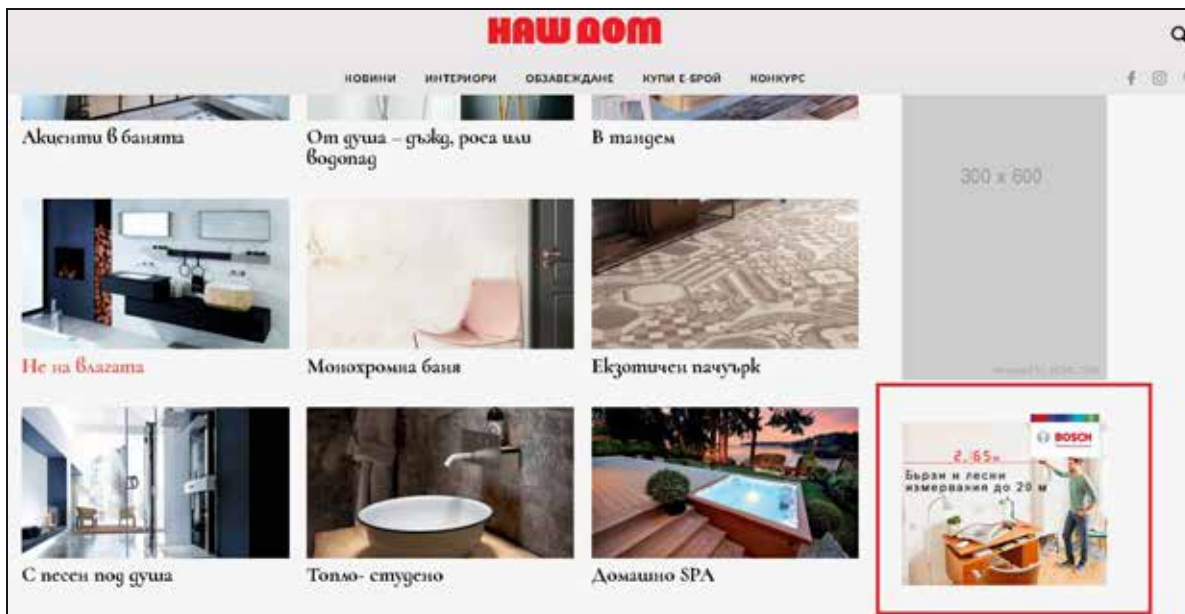 НАШ ДОМ
НОВИНИ ИНТЕРИОРИ ОБЗАВЕЖДАНЕ КУПИ Е-БРОЙ КОНКУРС
Акценти в банята
От душа – дъжд, роса или
водопад
В тандем
300 x 600
Не на влагата
Монохромна баня
Екзотичен пачуърк
BOSCH
2,65м
Бързи и лесни
измервания до 20 м
С песен под душа
Топло- студено
Домашно SPA